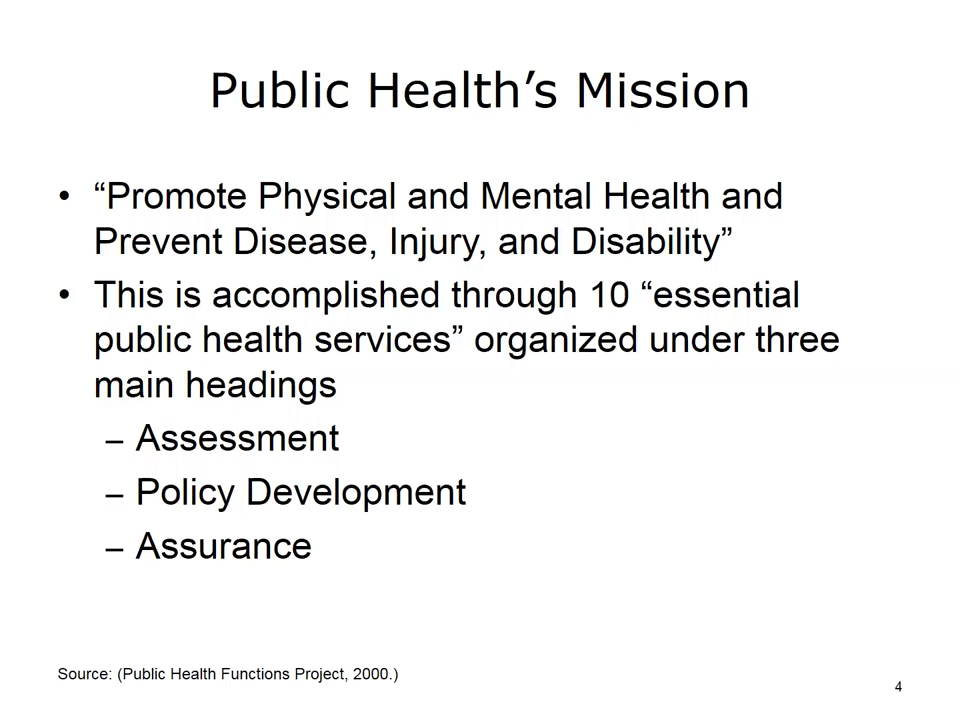 Public Health’s Mission
• “Promote Physical and Mental Health and
Prevent Disease, Injury, and Disability”
• This is accomplished through 10 “essential
public health services” organized under three
main headings
– Assessment
– Policy Development
– Assurance
Source: (Public Health Functions Project, 2000.)
4